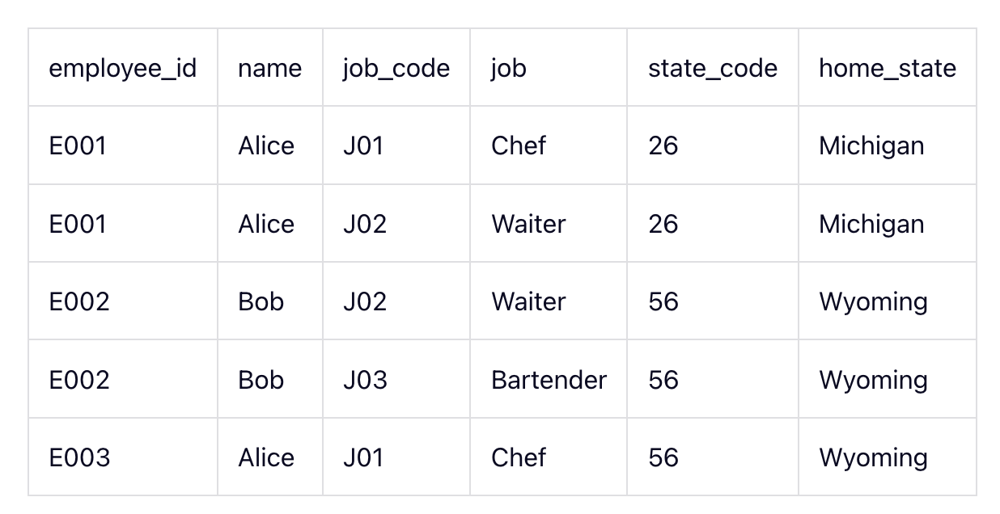 employee_id name job_code job state_code home_state
E001 Alice J01 Chef 26 Michigan
E001 Alice J02 Waiter 26 Michigan
E002 Bob J02 Waiter 56 Wyoming
E002 Bob J03 Bartender 56 Wyoming
E003 Alice J01 Chef 56 Wyoming